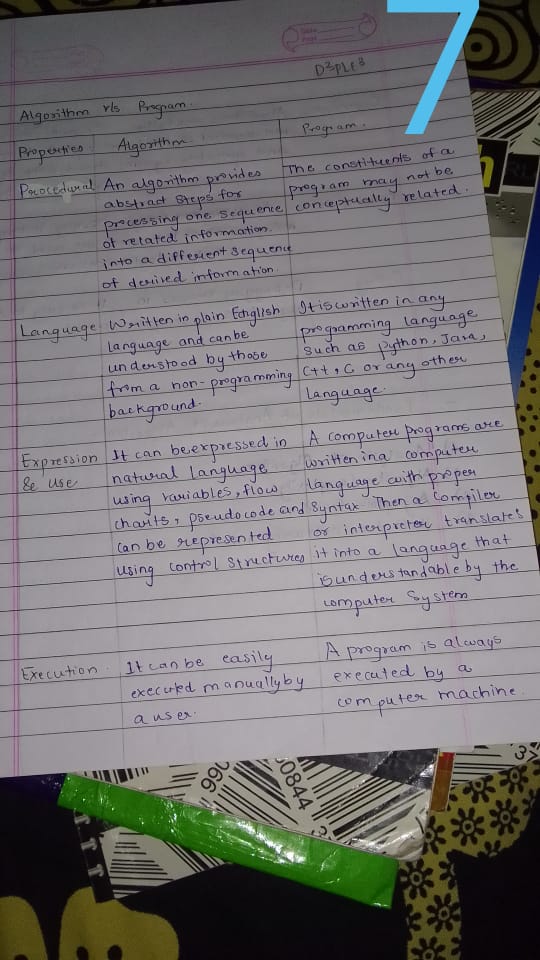 7
D3pLE3
Algorithm v/s Program.
Properties
Algorithm
Program.
Procedural
An algorithm provides
abstract steps for
processing one sequence
of related information
into a different sequence
of derived information
The constituents of a
program may not be
conceptually related.
Language
Written in plain English
language and can be
understood by those
from a non-programming
background.
It is written in any
programming language
such as python, Java,
C++, C or any other
language.
Expression
& use
It can be expressed in
natural language
using variables, flow
charts, pseudocode and
can be represented
using control structures
A computer programs are
written in a computer
language with proper
syntax. Then a compiler
or interpreter translates
it into a language that
is understandable by the
computer system
Execution.
It can be easily
executed manually by
a user.
A program is always
executed by a
computer machine.
990
0844
37